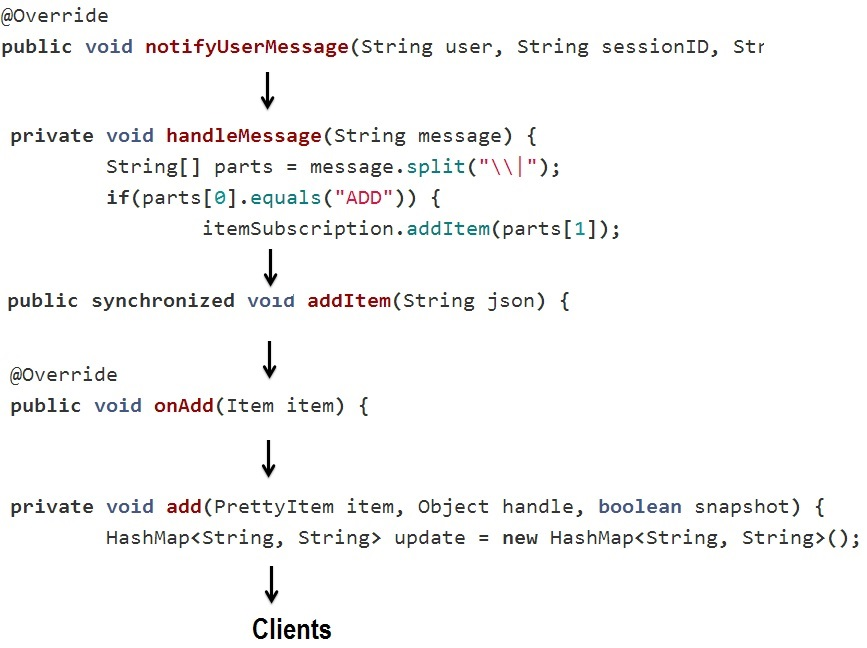 @Override
public void notifyUserMessage(String user, String sessionID, Str
private void handleMessage(String message) {
String[] parts = message.split("\\|");
if(parts[0].equals("ADD")) {
itemSubscription.addItem(parts[1]);
public synchronized void addItem(String json) {
@Override
public void onAdd(Item item) {
private void add(PrettyItem item, Object handle, boolean snapshot) {
HashMap<String, String> update = new HashMap<String, String>();
Clients